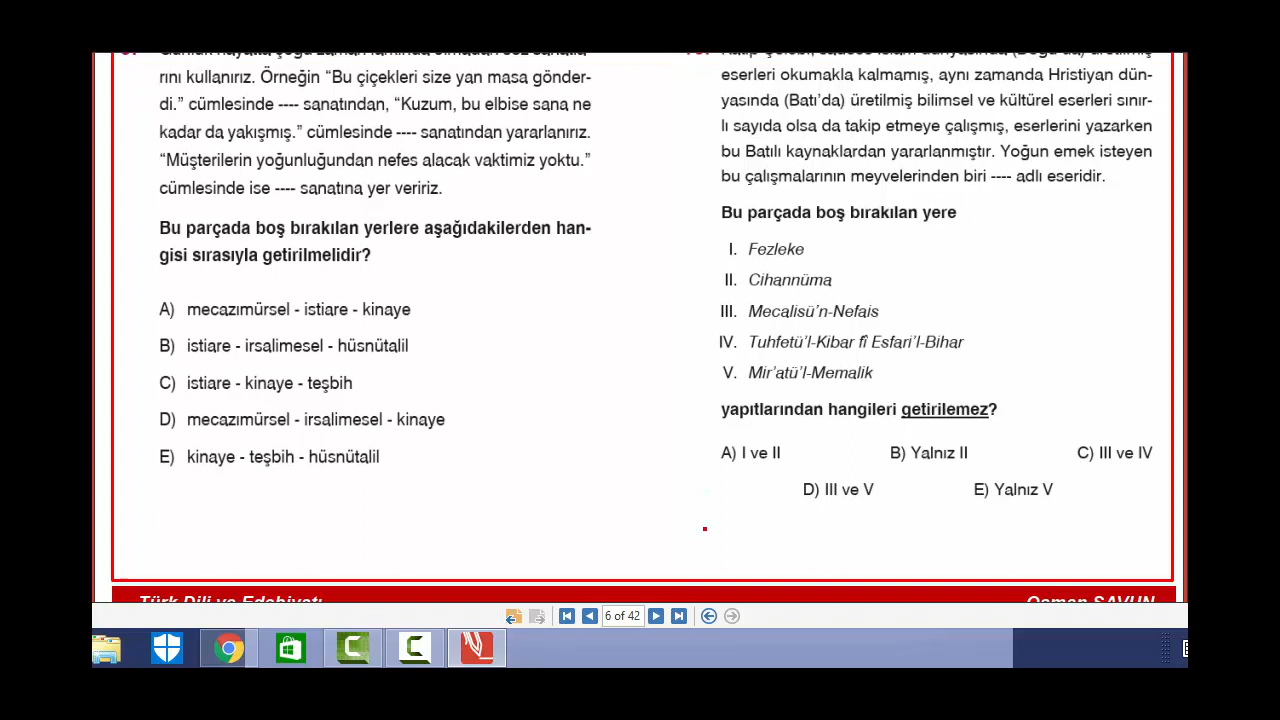 rını kullanırız. Örneğin “Bu çiçekleri size yan masa gönder-
di.” cümlesinde ---- sanatından, “Kuzum, bu elbise sana ne
kadar da yakışmış.” cümlesinde ---- sanatından yararlanırız.
“Müşterilerin yoğunluğundan nefes alacak vaktimiz yoktu.”
cümlesinde ise ---- sanatına yer veririz.
Bu parçada boş bırakılan yerlere aşağıdakilerden han-
gisi sırasıyla getirilmelidir?
A) mecazımürsel - istiare - kinaye
B) istiare - irsalimesel - hüsnütalil
C) istiare - kinaye - teşbih
D) mecazımürsel - irsalimesel - kinaye
E) kinaye - teşbih - hüsnütalil
eserleri okumakla kalmamış, aynı zamanda Hristiyan dün-
yasında (Batı’da) üretilmiş bilimsel ve kültürel eserleri sınır-
lı sayıda olsa da takip etmeye çalışmış, eserlerini yazarken
bu Batılı kaynaklardan yararlanmıştır. Yoğun emek isteyen
bu çalışmalarının meyvelerinden biri ---- adlı eseridir.
Bu parçada boş bırakılan yere
I. Fezleke
II. Cihannüma
III. Mecalisü’n-Nefais
IV. Tuhfetü’l-Kibar fî Esfari’l-Bihar
V. Mir’atü’l-Memalik
yapıtlarından hangileri getirilemez?
A) I ve II B) Yalnız II C) III ve IV
D) III ve V E) Yalnız V
Türk Dili ve Edebiyatı Osman SAVUN
6 of 42